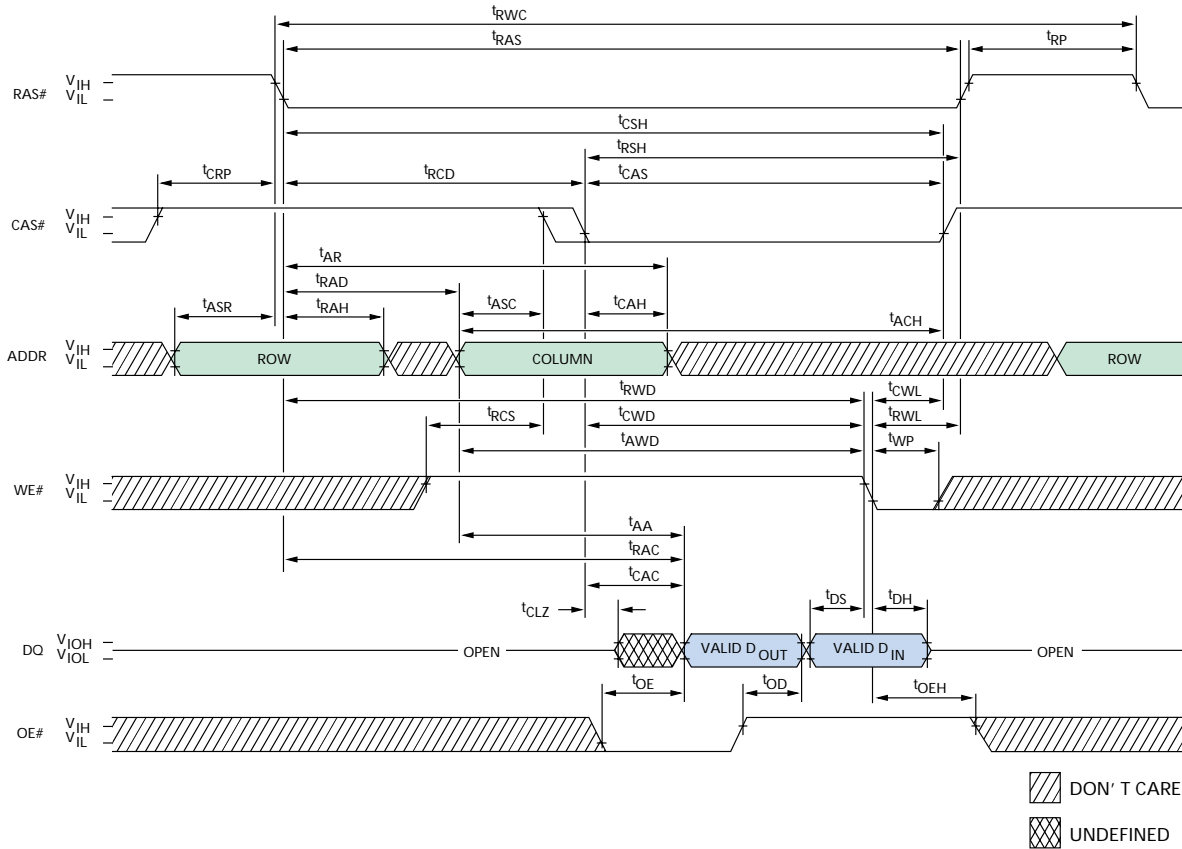 tRWC
tRAS
tRP
RAS#
VIH
VIL
tCSH
tRSH
tCRP
tRCD
tCAS
CAS#
VIH
VIL
tAR
tRAD
tASR
tRAH
tASC
tCAH
tACH
ADDR
VIH
VIL
ROW
COLUMN
ROW
tRWD
tCWL
tRCS
tCWD
tRWL
tAWD
tWP
WE#
VIH
VIL
tAA
tRAC
tCAC
tCLZ
tDS
tDH
DQ
VIOH
VIOL
OPEN
VALID DOUT
VALID DIN
OPEN
tOE
tOD
tOEH
OE#
VIH
VIL
DON' T CARE
UNDEFINED